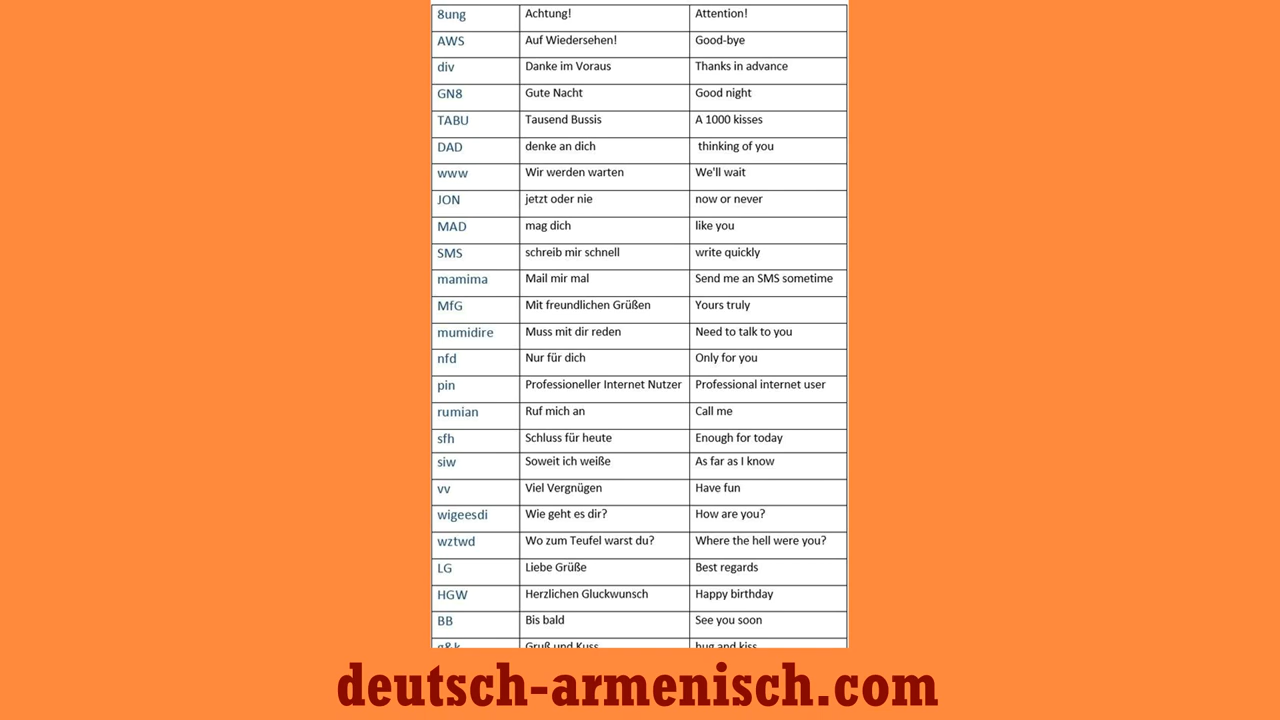 8ung Achtung! Attention!
AWS Auf Wiedersehen! Good-bye
div Danke im Voraus Thanks in advance
GN8 Gute Nacht Good night
TABU Tausend Bussis A 1000 kisses
DAD denke an dich thinking of you
www Wir werden warten We'll wait
JON jetzt oder nie now or never
MAD mag dich like you
SMS schreib mir schnell write quickly
mamima Mail mir mal Send me an SMS sometime
MfG Mit freundlichen Grüßen Yours truly
mumidire Muss mit dir reden Need to talk to you
nfd Nur für dich Only for you
pin Professioneller Internet Nutzer Professional internet user
rumian Ruf mich an Call me
sfh Schluss für heute Enough for today
siw Soweit ich weiße As far as I know
vv Viel Vergnügen Have fun
wigeesdi Wie geht es dir? How are you?
wztwd Wo zum Teufel warst du? Where the hell were you?
LG Liebe Grüße Best regards
HGW Herzlichen Gluckwunsch Happy birthday
BB Bis bald See you soon
g&k Gruß und Kuss hug and kiss
deutsch-armenisch.com